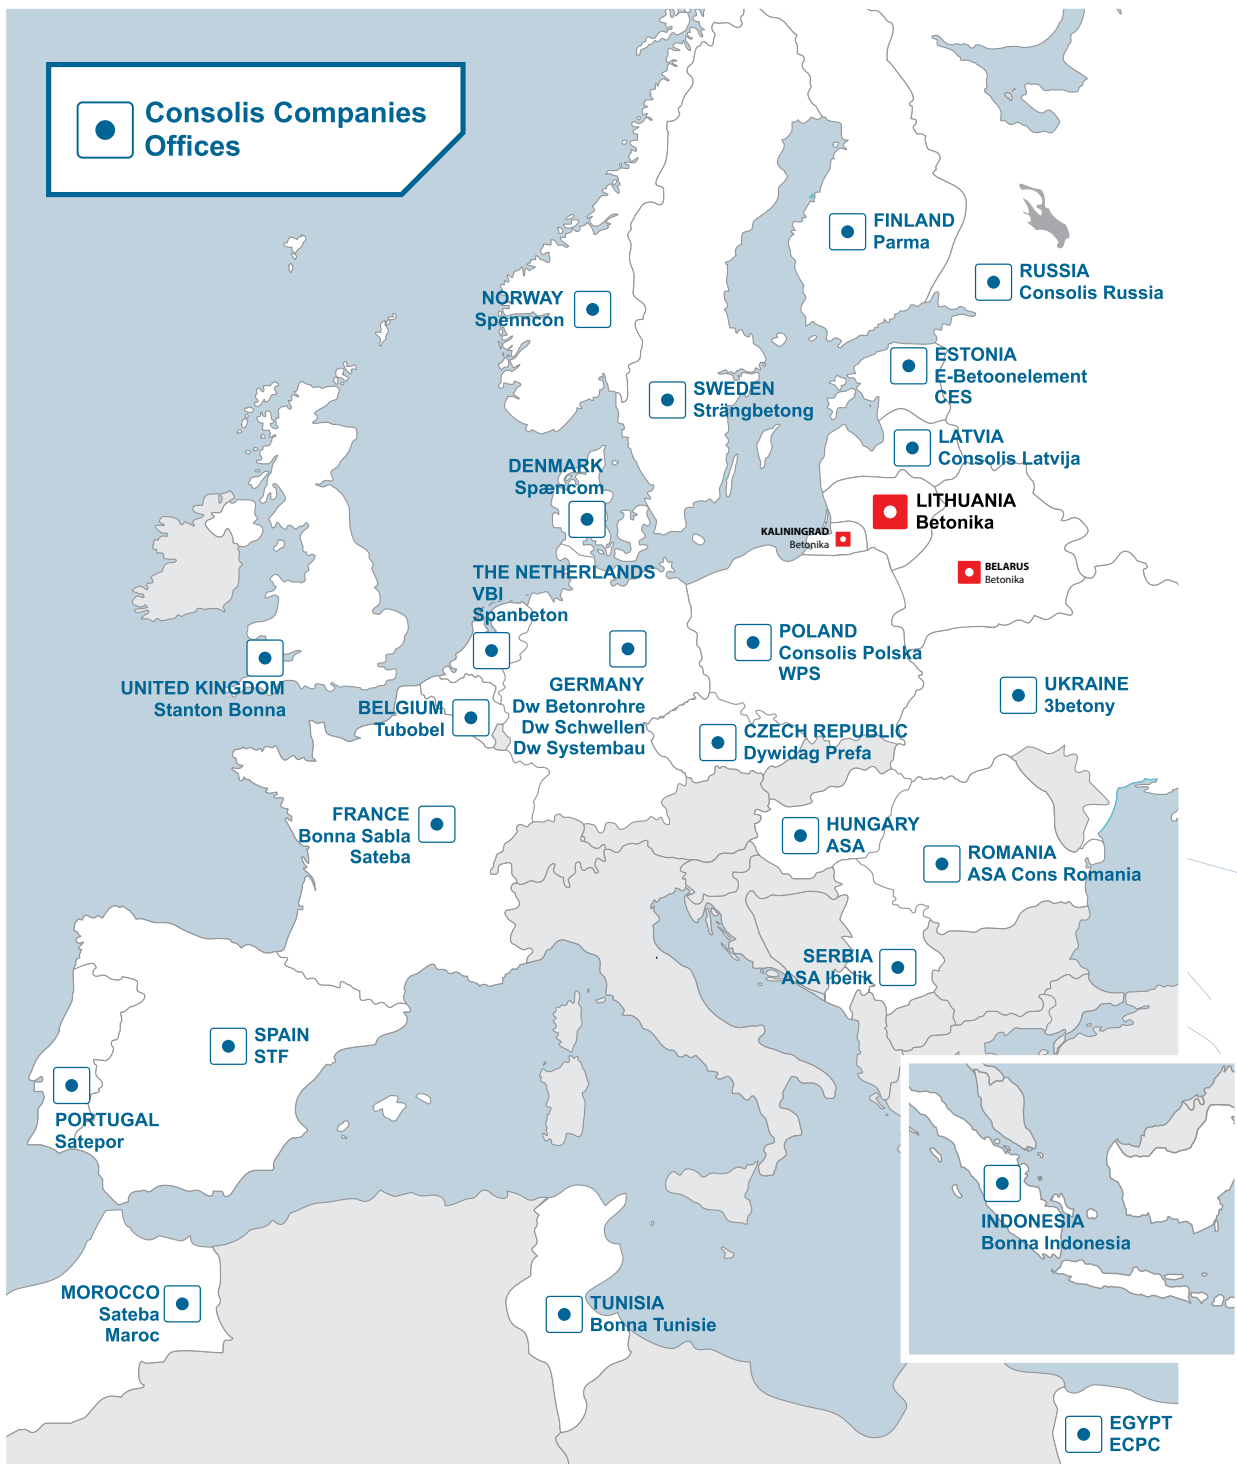 Consolis Companies
Offices
FINLAND
Parma
RUSSIA
Consolis Russia
NORWAY
Spenncon
ESTONIA
E-Betoonelement
CES
SWEDEN
Strängbetong
LATVIA
Consolis Latvija
DENMARK
Spæncom
LITHUANIA
Betonika
KALININGRAD
Betonika
BELARUS
Betonika
THE NETHERLANDS
VBI
Spanbeton
POLAND
Consolis Polska
WPS
UNITED KINGDOM
Stanton Bonna
GERMANY
Dw Betonrohre
Dw Schwellen
Dw Systembau
UKRAINE
3betony
BELGIUM
Tubobel
CZECH REPUBLIC
Dywidag Prefa
FRANCE
Bonna Sabla
Sateba
HUNGARY
ASA
ROMANIA
ASA Cons Romania
SERBIA
ASA Ibelik
SPAIN
STF
PORTUGAL
Satepor
INDONESIA
Bonna Indonesia
MOROCCO
Sateba
Maroc
TUNISIA
Bonna Tunisie
EGYPT
ECPC